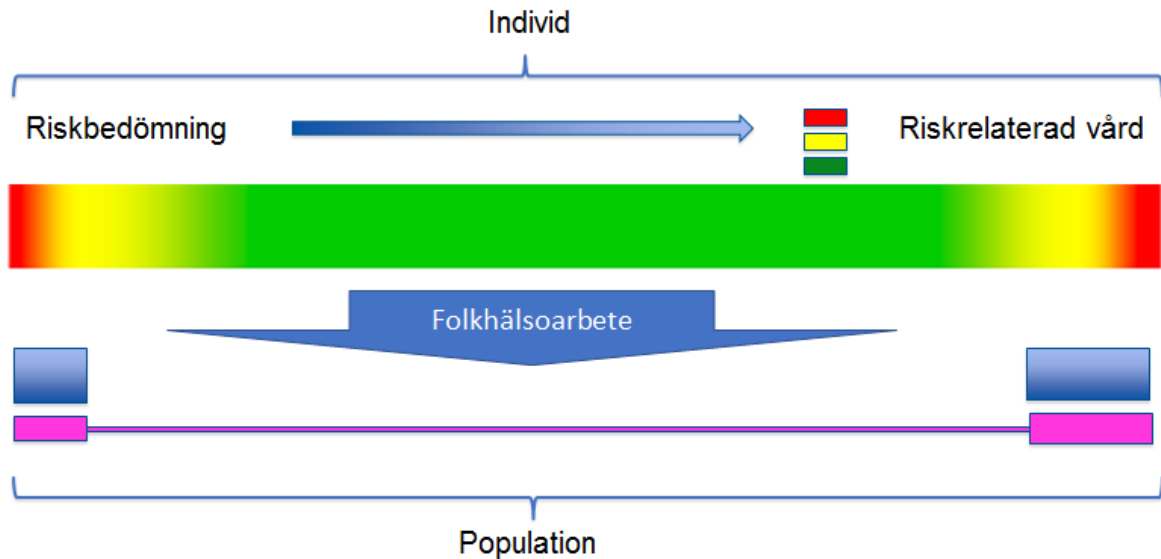 Individ
Riskbedömning
Riskrelaterad vård
Folkhälsoarbete
Population